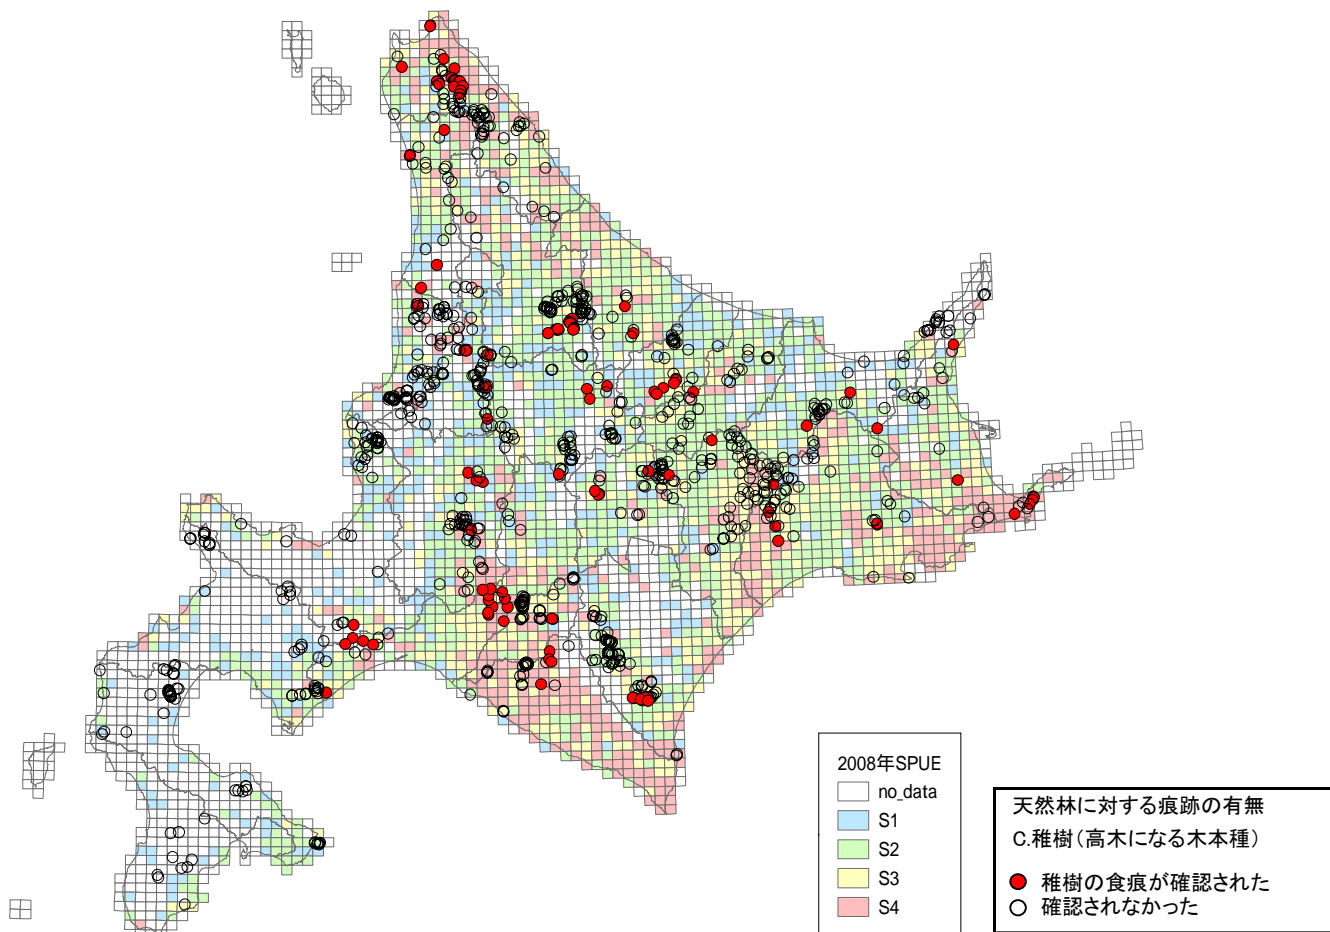 2008年SPUE
no_data
S1
S2
S3
S4
天然林に対する痕跡の有無
C.稚樹(高木になる木本種)
稚樹の食痕が確認された
確認されなかった